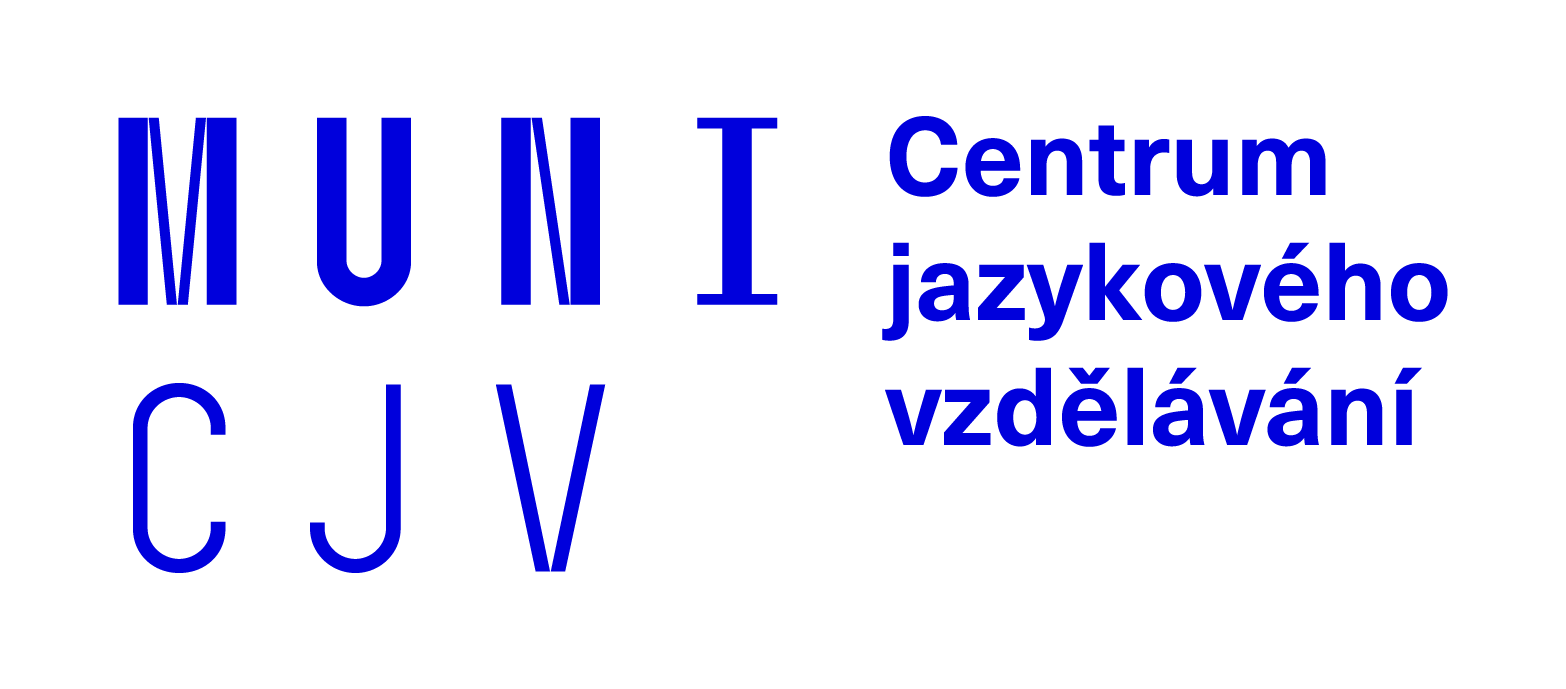 MUNI
CJV
Centrum
jazykového
vzdělávání